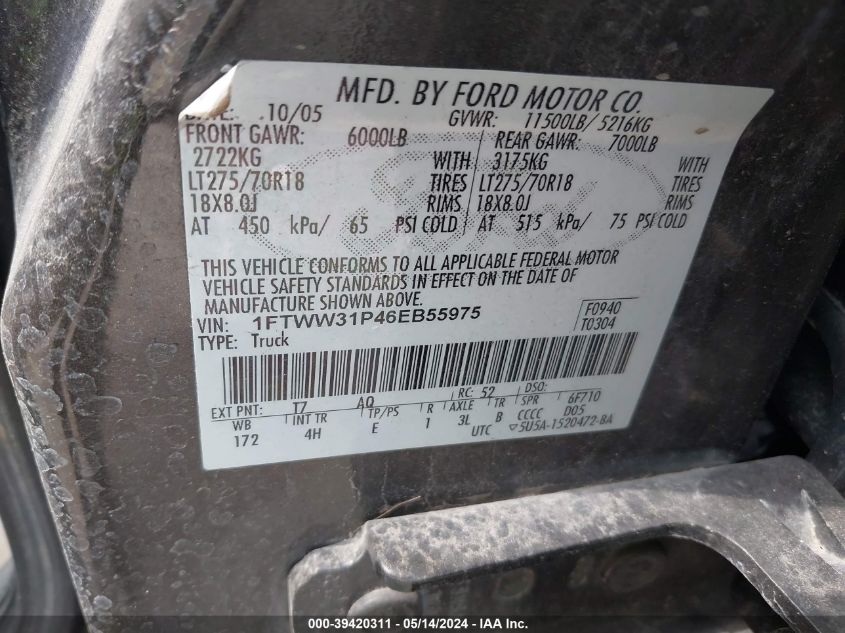 MFD. BY FORD MOTOR CO.
DATE: 10/05 GVWR: 11500LB/ 5216KG
FRONT GAWR: 6000LB REAR GAWR: 7000LB
2722KG WITH 3175KG WITH
LT275/70R18 TIRES LT275/70R18 TIRES
18X8.0J RIMS 18X8.0J RIMS
AT 450 kPa/ 65 PSI COLD AT 515 kPa/ 75 PSI COLD
THIS VEHICLE CONFORMS TO ALL APPLICABLE FEDERAL MOTOR
VEHICLE SAFETY STANDARDS IN EFFECT ON THE DATE OF
MANUFACTURE SHOWN ABOVE.
VIN: 1FTWW31P46EB55975 F0940
TYPE: Truck T0304
EXT PNT: T7 AQ RC: 52 DSO:
WB INT TR TP/PS R AXLE TR SPR 6F710
172 4H E 1 3L B CCCC D05
UTC ▽5U5A-1520472-BA
000-39420311 - 05/14/2024 - IAA Inc.